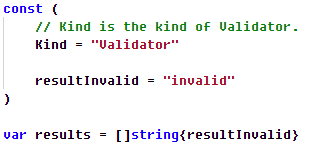 const (
    // Kind is the kind of Validator.
    Kind = "Validator"

    resultInvalid = "invalid"
)

var results = []string{resultInvalid}